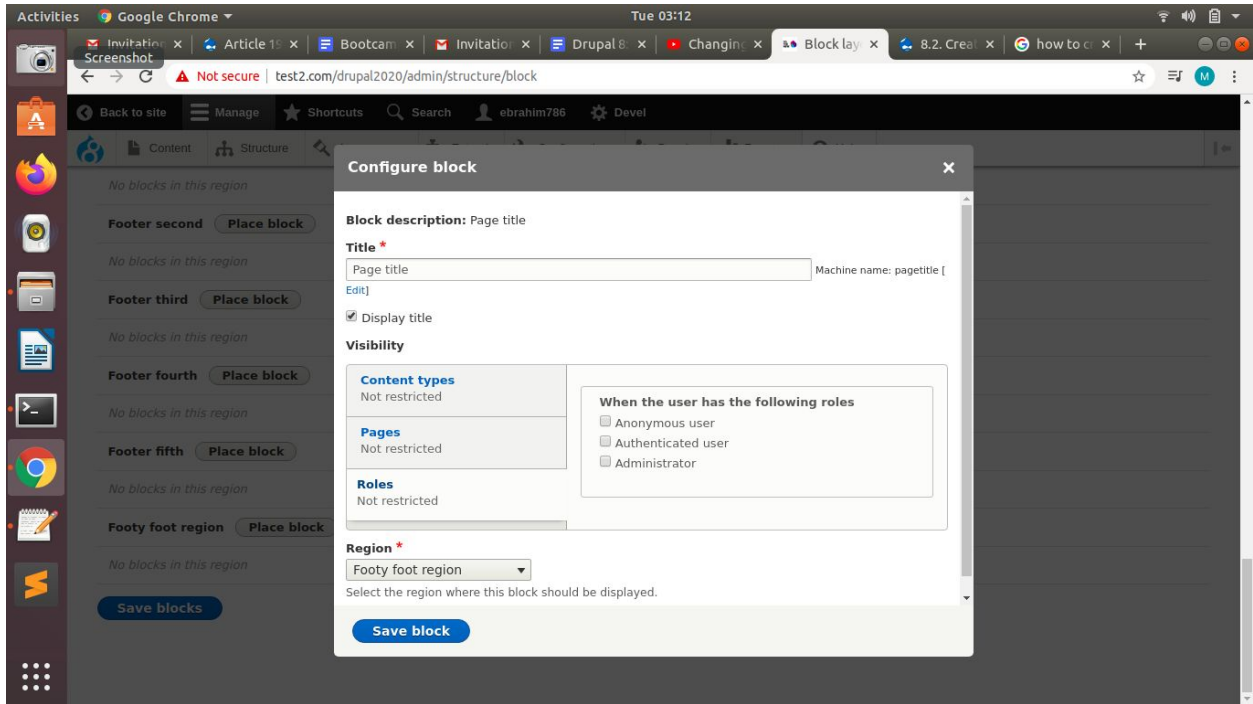 Activities Google Chrome Tue 03:12
Invitation Article 19 Bootcam Invitation Drupal 8: Changing Block lay 8.2. Creat how to cr
Screenshot
Not secure | test2.com/drupal2020/admin/structure/block M
Back to site Manage Shortcuts Search ebrahim786 Devel
Content Structure
Configure block
No blocks in this region
Block description: Page title
Footer second Place block
Title *
No blocks in this region
Page title Machine name: pagetitle [
Edit]
Footer third Place block
Display title
No blocks in this region
Visibility
Footer fourth Place block
Content types
Not restricted
When the user has the following roles
No blocks in this region
Anonymous user
Pages
Not restricted
Authenticated user
Footer fifth Place block
Administrator
Roles
Not restricted
No blocks in this region
Footy foot region Place block
Region *
No blocks in this region
Footy foot region
Select the region where this block should be displayed.
Save blocks
Save block